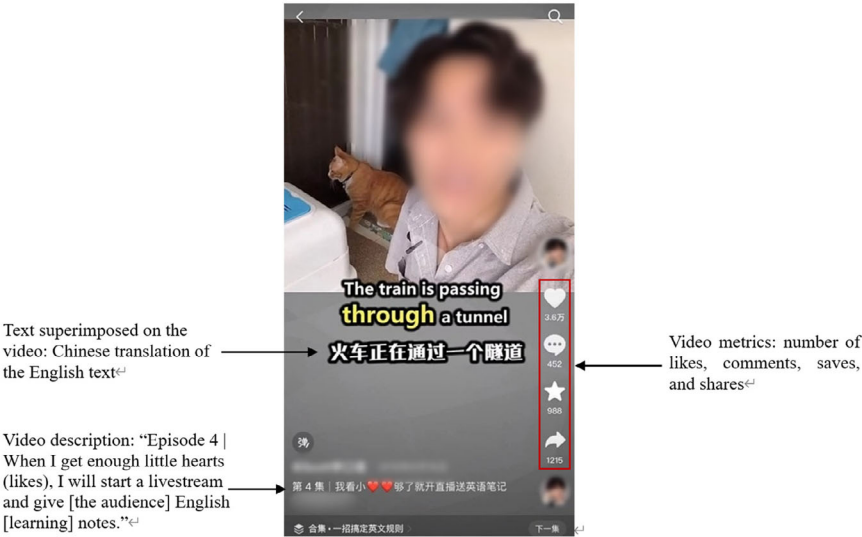 The train is passing
through a tunnel
火车正在通过一个隧道
Text superimposed on the
video: Chinese translation of
the English text↵
Video description: “Episode 4 |
When I get enough little hearts
(likes), I will start a livestream
and give [the audience] English
[learning] notes.”↵
3.6万
452
988
1215
Video metrics: number of
likes, comments, saves,
and shares↵
弹
第 4 集｜我看小❤️❤️够了就开直播送英语笔记
合集 • 一招搞定英文规则
下一集
↵